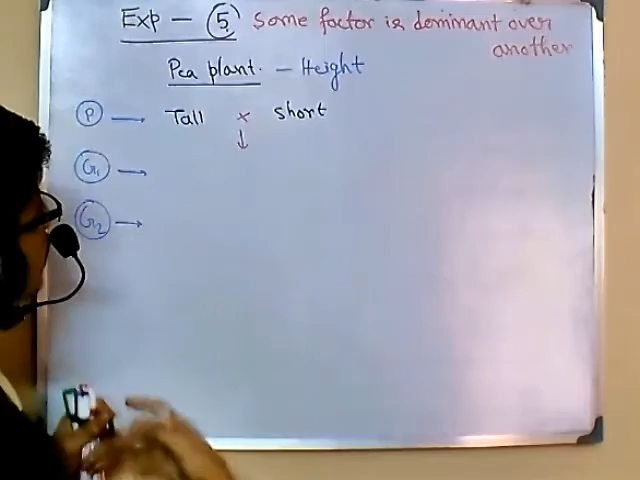 Exp - 5 Some factor is dominant over
another
Pea plant. - Height
P → Tall × short
↓
G1 →
G2 →